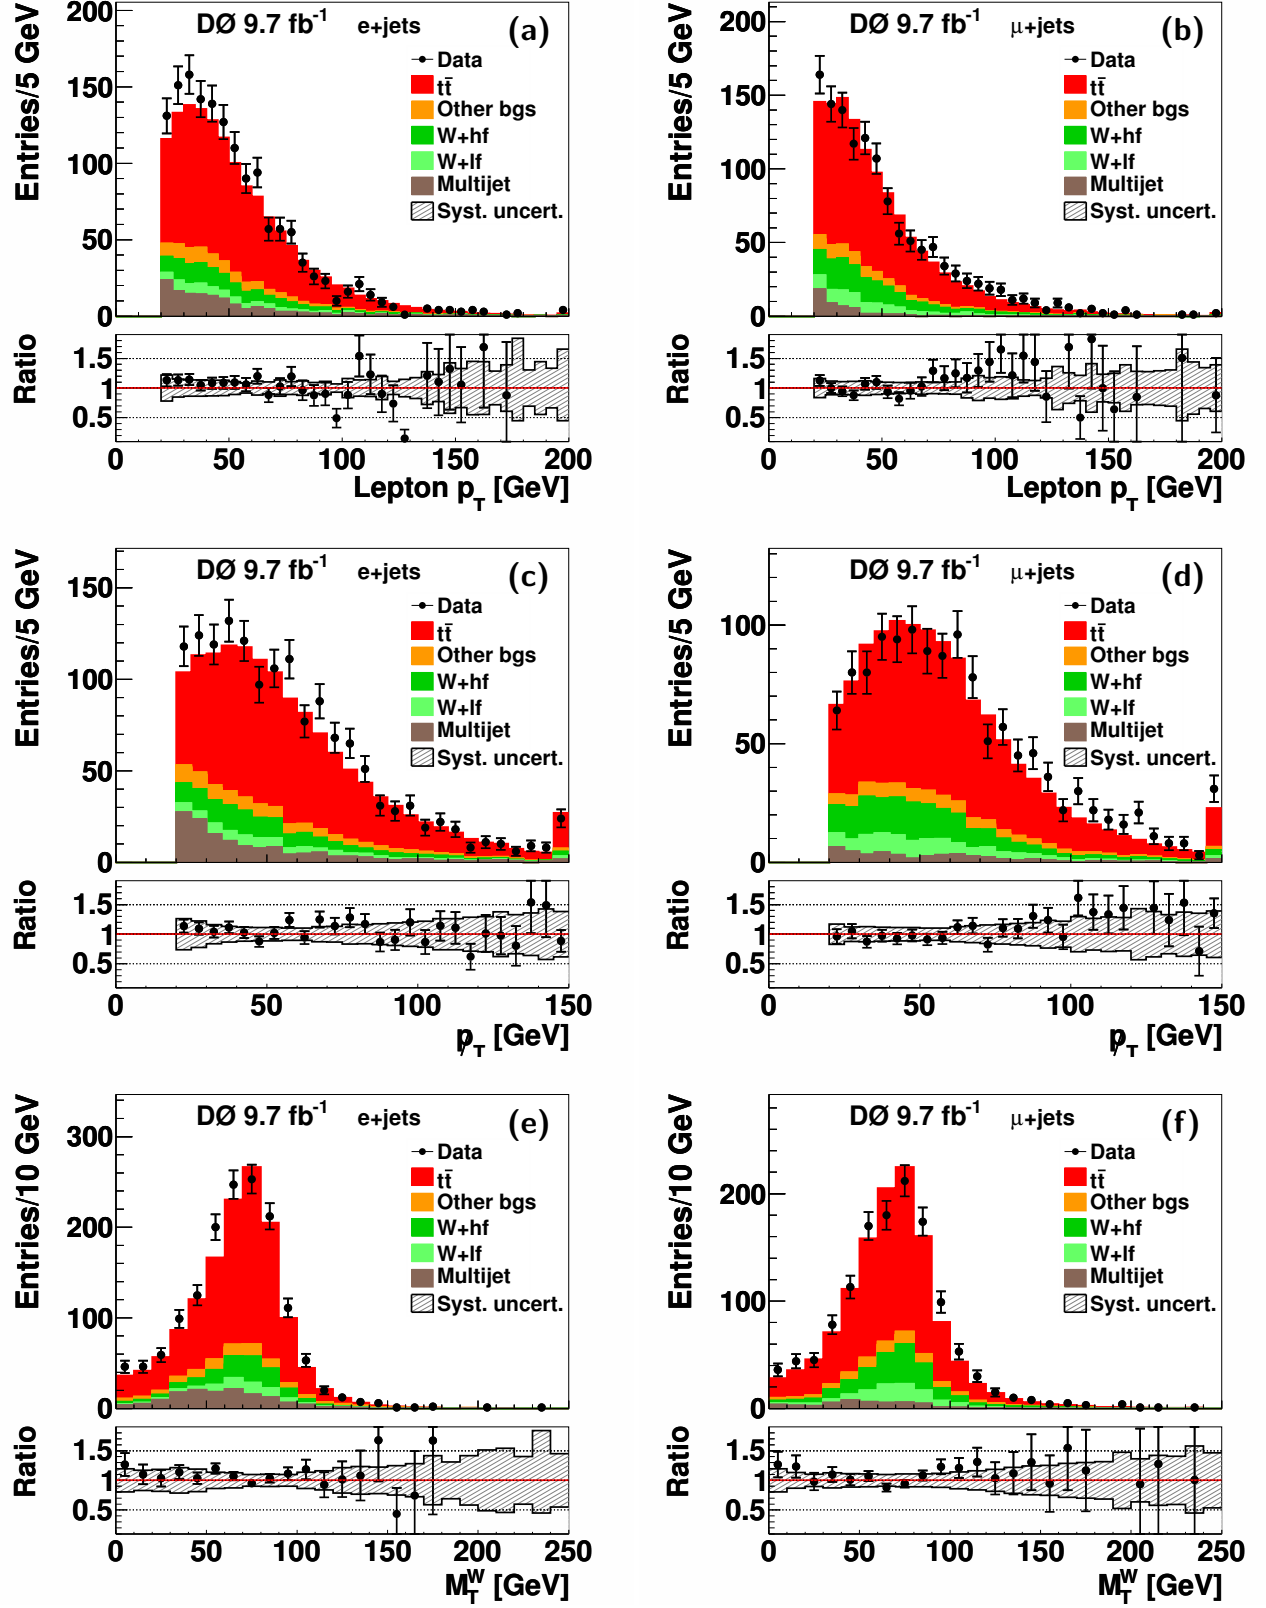 DØ 9.7 fb-1 e+jets (a)
Entries/5 GeV
200
150
100
50
0
Data
tt̄
Other bgs
W+hf
W+lf
Multijet
Syst. uncert.
Ratio
1.5
1
0.5
0 50 100 150 200
Lepton pT [GeV]
DØ 9.7 fb-1 μ+jets (b)
Entries/5 GeV
200
150
100
50
0
Data
tt̄
Other bgs
W+hf
W+lf
Multijet
Syst. uncert.
Ratio
1.5
1
0.5
0 50 100 150 200
Lepton pT [GeV]
DØ 9.7 fb-1 e+jets (c)
Entries/5 GeV
150
100
50
0
Data
tt̄
Other bgs
W+hf
W+lf
Multijet
Syst. uncert.
Ratio
1.5
1
0.5
0 50 100 150
p̸T [GeV]
DØ 9.7 fb-1 μ+jets (d)
Entries/5 GeV
100
50
0
Data
tt̄
Other bgs
W+hf
W+lf
Multijet
Syst. uncert.
Ratio
1.5
1
0.5
0 50 100 150
p̸T [GeV]
DØ 9.7 fb-1 e+jets (e)
Entries/10 GeV
300
200
100
0
Data
tt̄
Other bgs
W+hf
W+lf
Multijet
Syst. uncert.
Ratio
1.5
1
0.5
0 50 100 150 200 250
MTW [GeV]
DØ 9.7 fb-1 μ+jets (f)
Entries/10 GeV
200
100
0
Data
tt̄
Other bgs
W+hf
W+lf
Multijet
Syst. uncert.
Ratio
1.5
1
0.5
0 50 100 150 200 250
MTW [GeV]